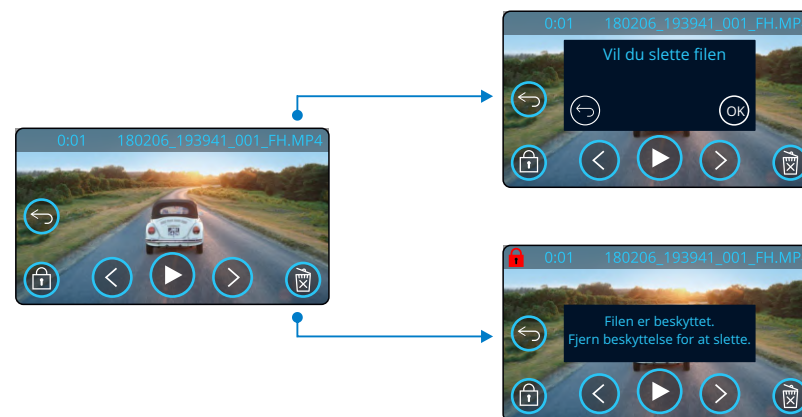 0:01 180206_193941_001_FH.MP4
0:01 180206_193941_001_FH.MP
Vil du slette filen
OK
0:01 180206_193941_001_FH.MP
Filen er beskyttet.
Fjern beskyttelse for at slette.